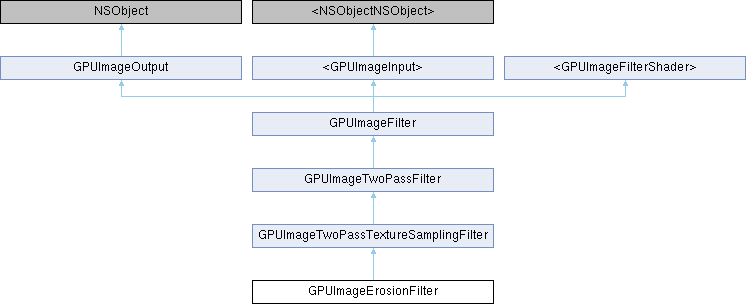 NSObject
<NSObjectNSObject>
GPUImageOutput
<GPUImageInput>
<GPUImageFilterShader>
GPUImageFilter
GPUImageTwoPassFilter
GPUImageTwoPassTextureSamplingFilter
GPUImageErosionFilter